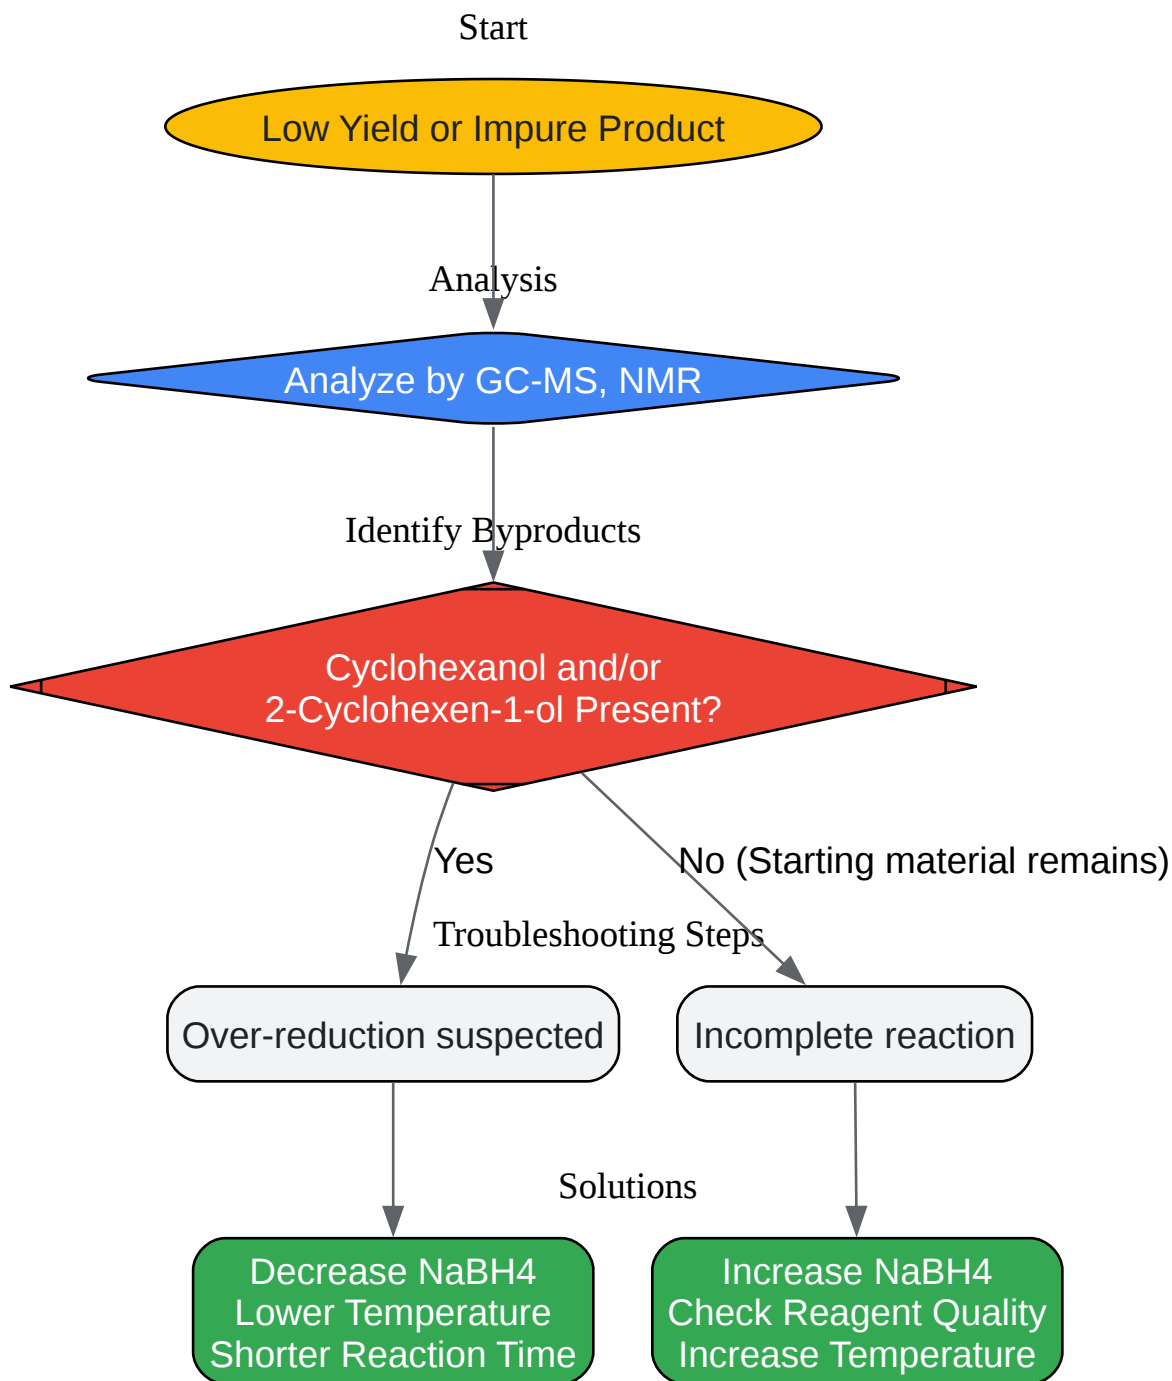 Start
Low Yield or Impure Product
Analysis
Analyze by GC-MS, NMR
Identify Byproducts
Cyclohexanol and/or
2-Cyclohexen-1-ol Present?
Yes
No (Starting material remains)
Troubleshooting Steps
Over-reduction suspected
Incomplete reaction
Solutions
Decrease NaBH4
Lower Temperature
Shorter Reaction Time
Increase NaBH4
Check Reagent Quality
Increase Temperature